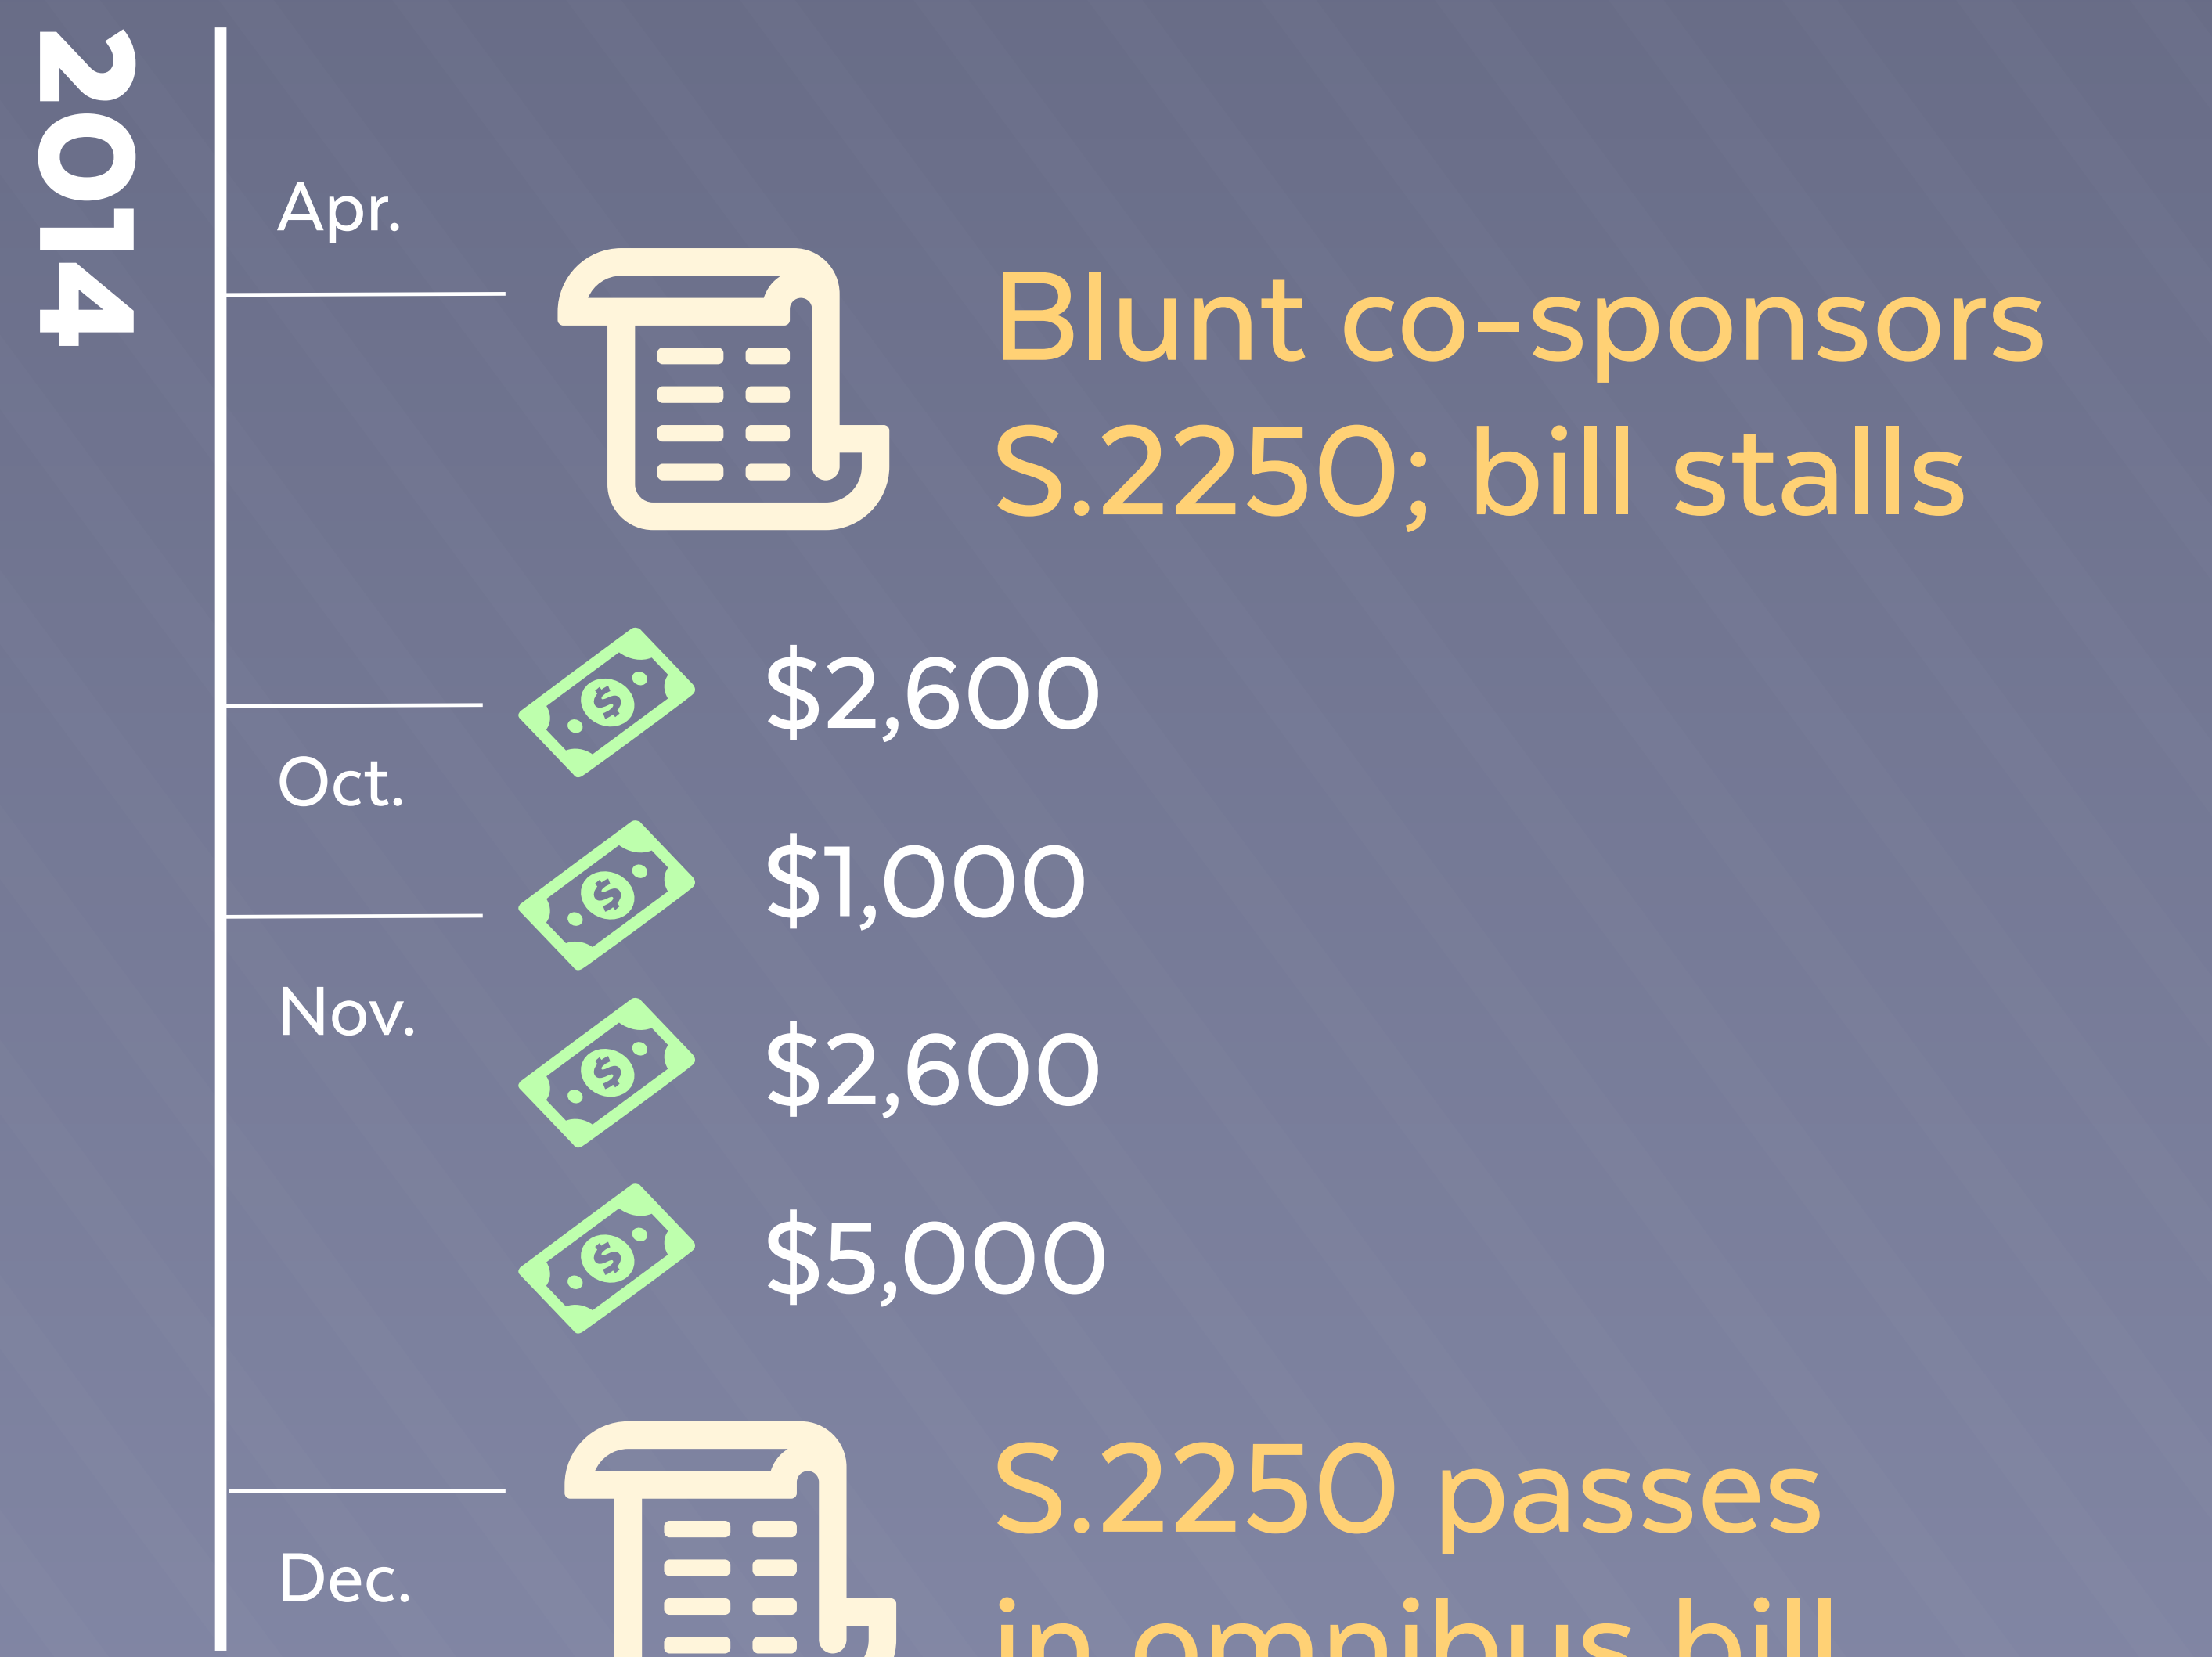 2014
Apr.
Blunt co-sponsors
S.2250; bill stalls
$2,600
Oct.
$1,000
Nov.
$2,600
$5,000
S.2250 passes
Dec.
in omnibus bill